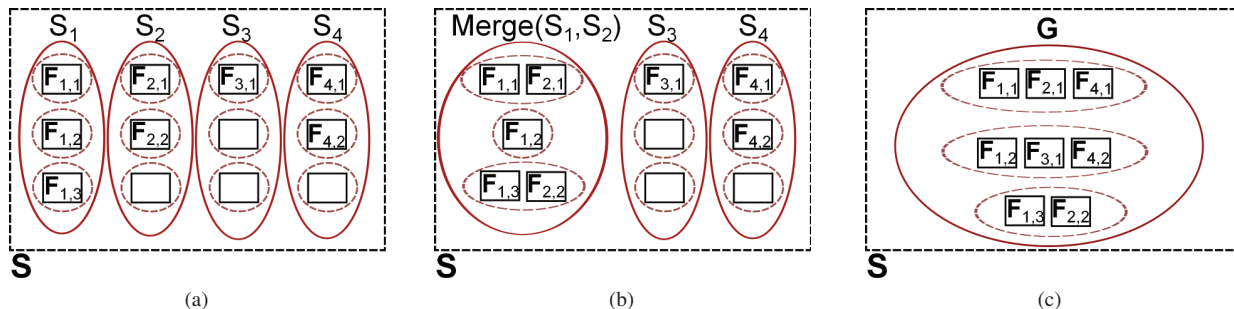 S1 S2 S3 S4
F1,1 F2,1 F3,1 F4,1
F1,2 F2,2 F4,2
F1,3
S
(a)
Merge(S1,S2) S3 S4
F1,1 F2,1 F3,1 F4,1
F1,2 F4,2
F1,3 F2,2
S
(b)
G
F1,1 F2,1 F4,1
F1,2 F3,1 F4,2
F1,3 F2,2
S
(c)